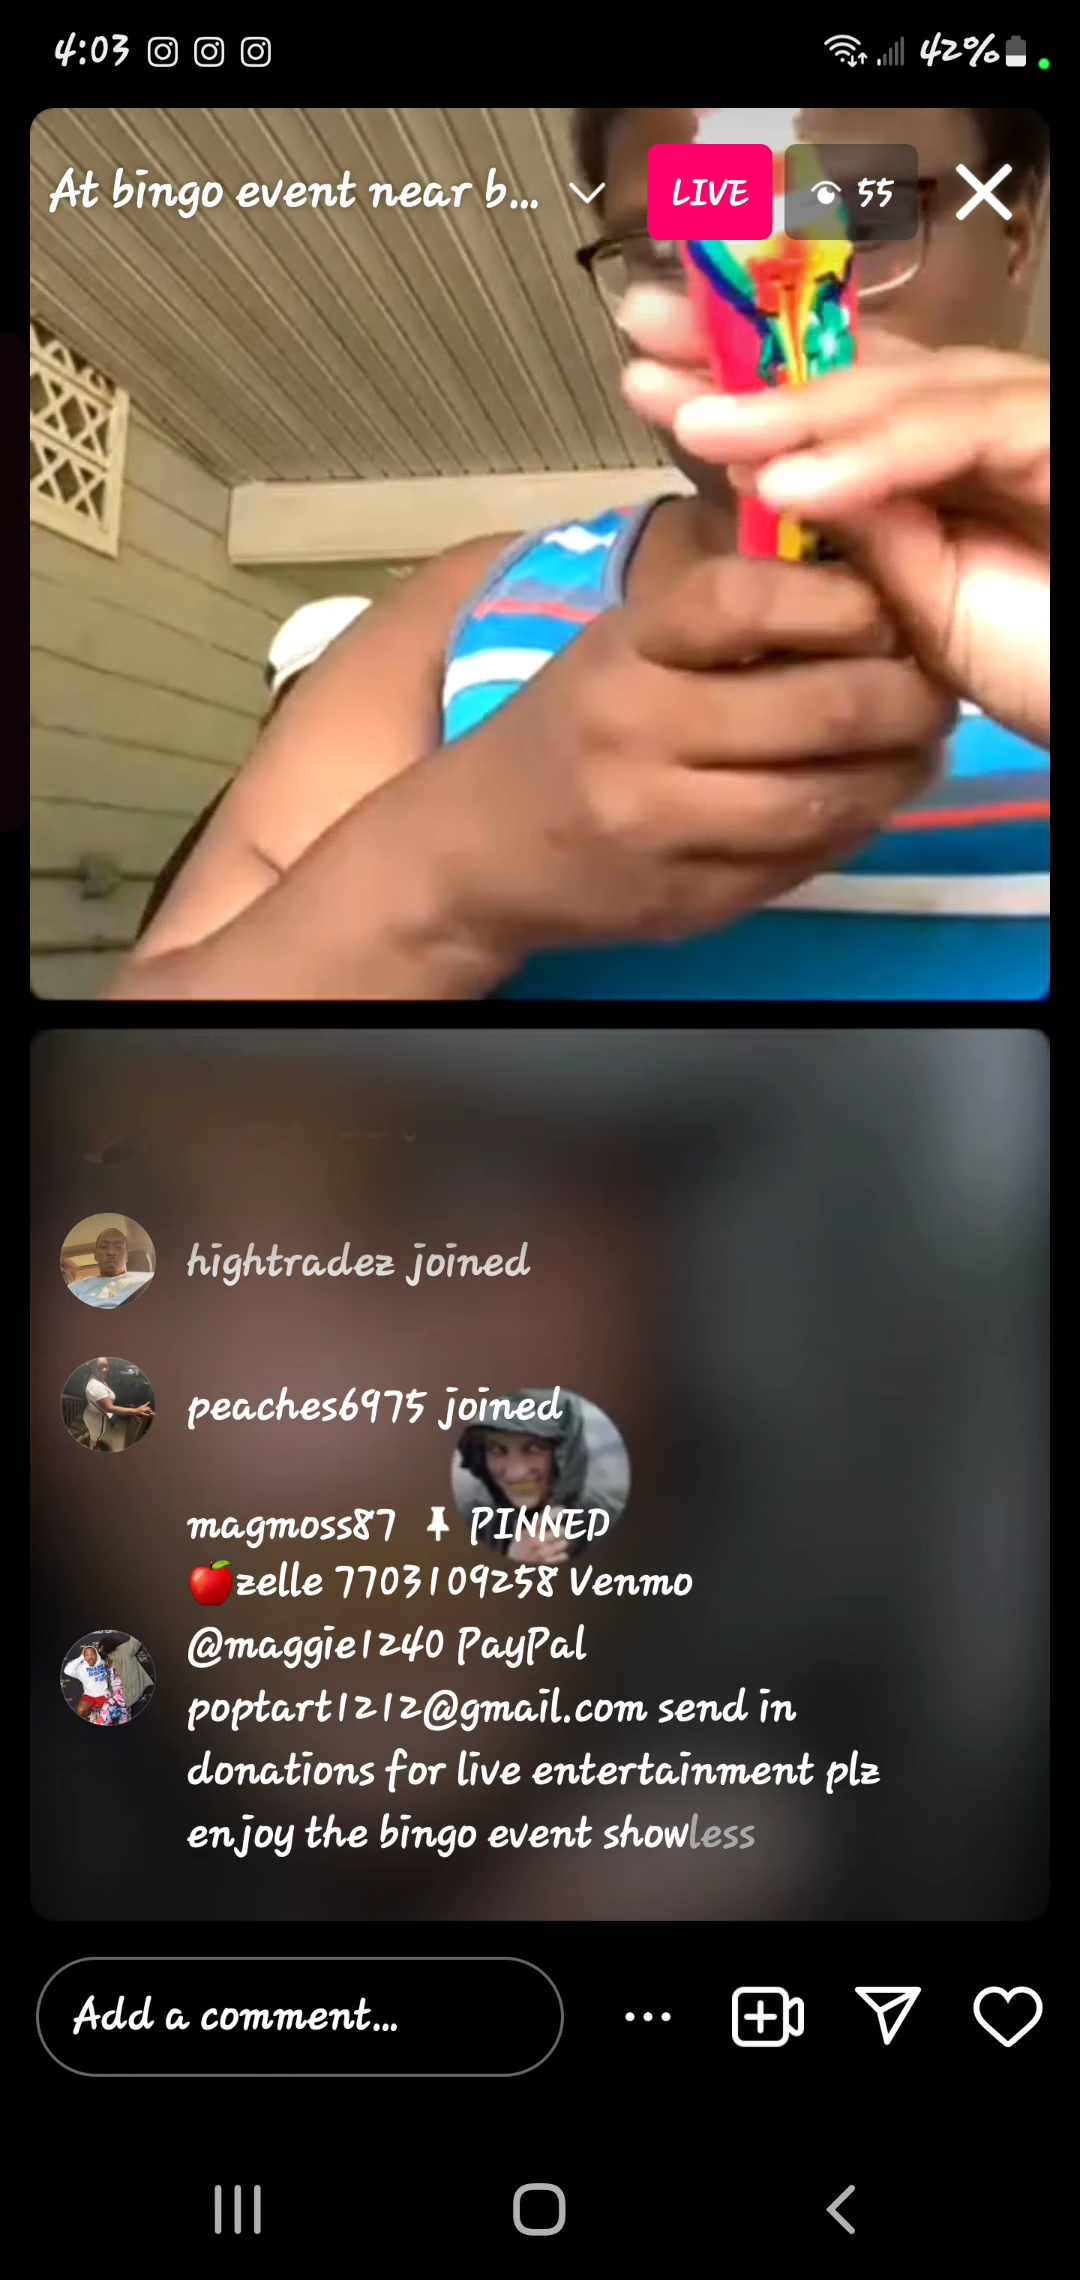 4:03
42%
At bingo event near b...
LIVE
55
hightradez joined
peaches6975 joined
magmoss87 PINNED
🍎zelle 7703109258 Venmo
@maggie1240 PayPal
poptart1212@gmail.com send in
donations for live entertainment plz
enjoy the bingo event showless
Add a comment...